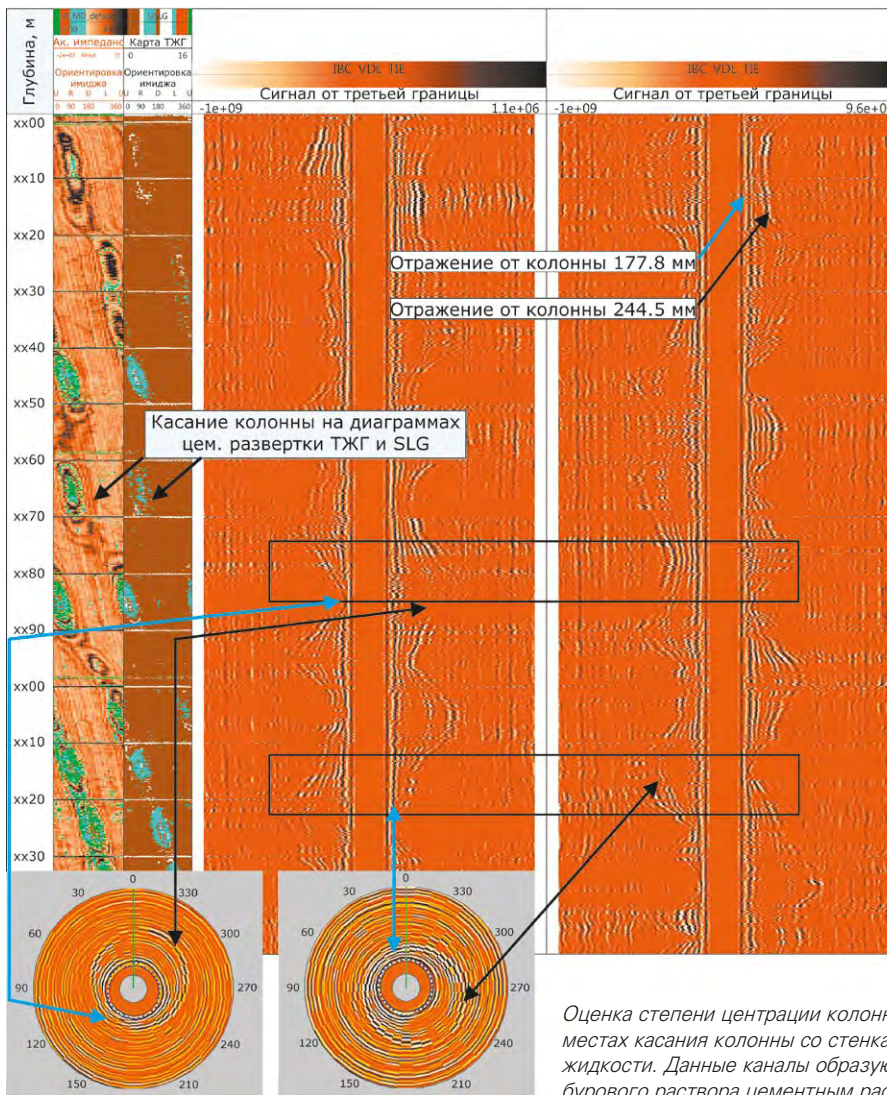 Глубина, м
USLG
Ак. импеданс
Карта ТЖГ
0 16
Ориентировка
имиджа
U R D L U
0 90 180 360
Ориентировка
имиджа
U R D L U
0 90 180 360
IBC VDL TIE
Сигнал от третьей границы
-1e+09 1.1e+06
IBC VDL TIE
Сигнал от третьей границы
-1e+09 9.6e+0
xx00
xx10
xx20
xx30
xx40
xx50
xx60
xx70
xx80
xx90
xx00
xx10
xx20
xx30
Отражение от колонны 177.8 мм
Отражение от колонны 244.5 мм
Касание колонны на диаграммах
цем. развертки ТЖГ и SLG
0
30 330
60 300
90 270
120 240
150 210
0
30 330
60 300
90 270
120 240
150 210
Оценка степени центрации колонн
местах касания колонны со стенка
жидкости. Данные каналы образую
бурового раствора цементным рас